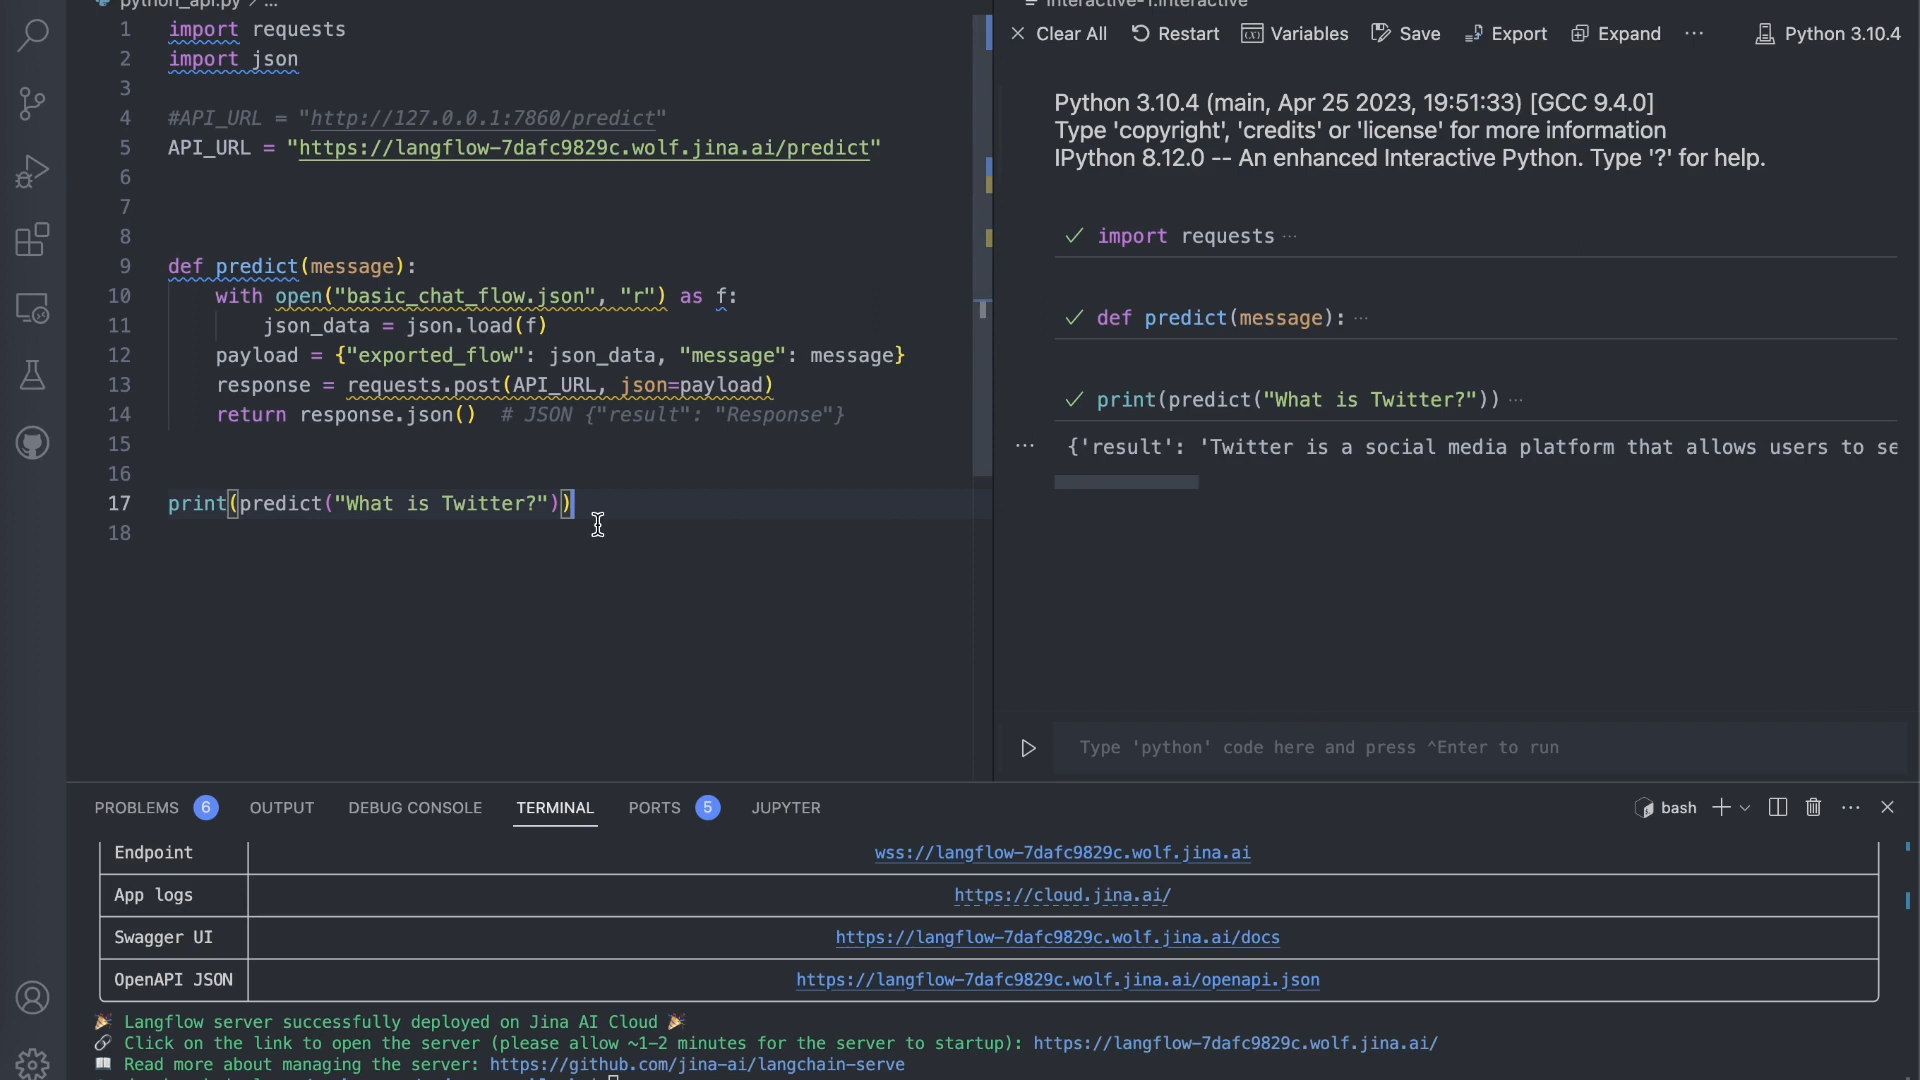 python_api.py > ...
1 import requests
2 import json
3
4 #API_URL = "http://127.0.0.1:7860/predict"
5 API_URL = "https://langflow-7dafc9829c.wolf.jina.ai/predict"
6
7
8
9 def predict(message):
10 with open("basic_chat_flow.json", "r") as f:
11 json_data = json.load(f)
12 payload = {"exported_flow": json_data, "message": message}
13 response = requests.post(API_URL, json=payload)
14 return response.json() # JSON {"result": "Response"}
15
16
17 print(predict("What is Twitter?"))
18
Interactive-1.interactive
Clear All Restart Variables Save Export Expand ... Python 3.10.4
Python 3.10.4 (main, Apr 25 2023, 19:51:33) [GCC 9.4.0]
Type 'copyright', 'credits' or 'license' for more information
IPython 8.12.0 -- An enhanced Interactive Python. Type '?' for help.
import requests ...
def predict(message): ...
print(predict("What is Twitter?")) ...
... {'result': 'Twitter is a social media platform that allows users to se
Type 'python' code here and press ^Enter to run
PROBLEMS 6 OUTPUT DEBUG CONSOLE TERMINAL PORTS 5 JUPYTER bash
Endpoint wss://langflow-7dafc9829c.wolf.jina.ai
App logs https://cloud.jina.ai/
Swagger UI https://langflow-7dafc9829c.wolf.jina.ai/docs
OpenAPI JSON https://langflow-7dafc9829c.wolf.jina.ai/openapi.json
🎉 Langflow server successfully deployed on Jina AI Cloud 🎉
🔗 Click on the link to open the server (please allow ~1-2 minutes for the server to startup): https://langflow-7dafc9829c.wolf.jina.ai/
📖 Read more about managing the server: https://github.com/jina-ai/langchain-serve